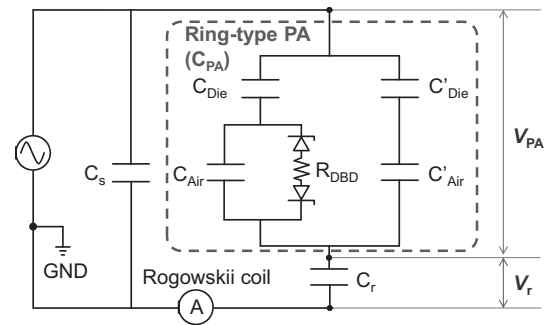 Ring-type PA
(C_PA)
C_Die
C'_Die
V_PA
C_s
C_Air
R_DBD
C'_Air
GND
Rogowskii coil
C_r
V_r
A